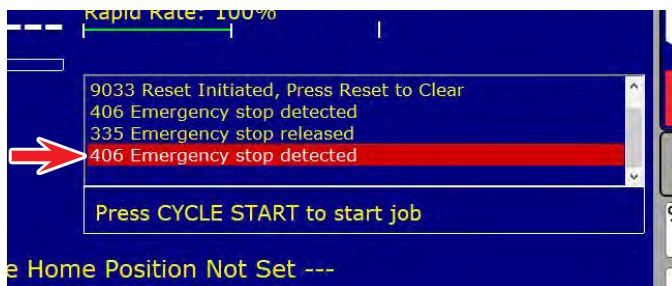 Rapid Rate: 100%
9033 Reset Initiated, Press Reset to Clear
406 Emergency stop detected
335 Emergency stop released
406 Emergency stop detected
Press CYCLE START to start job
e Home Position Not Set ---